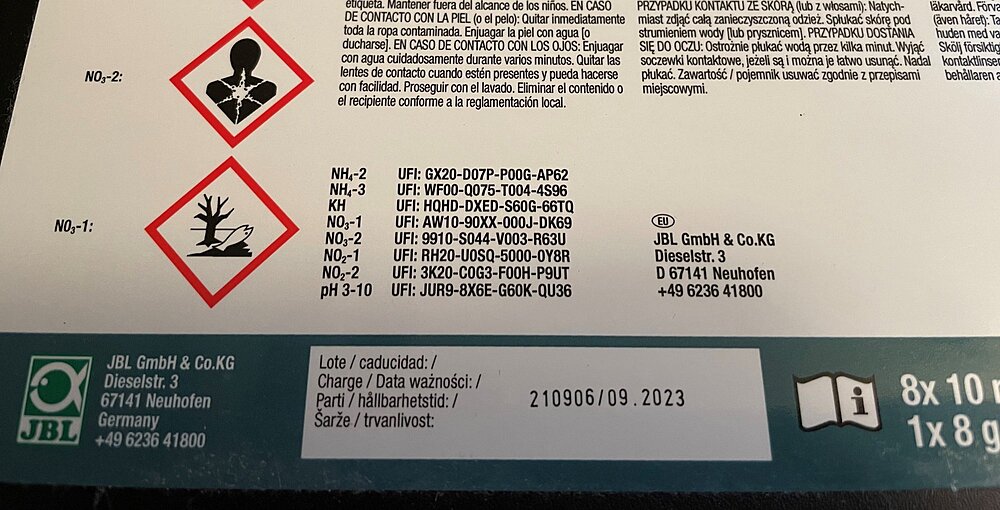 etiqueta. Mantener fuera del alcance de los niños. EN CASO
DE CONTACTO CON LA PIEL (o el pelo): Quitar inmediatamente
toda la ropa contaminada. Enjuagar la piel con agua [o
ducharse]. EN CASO DE CONTACTO CON LOS OJOS: Enjuagar
con agua cuidadosamente durante varios minutos. Quitar las
lentes de contacto cuando estén presentes y pueda hacerse
con facilidad. Proseguir con el lavado. Eliminar el contenido o
el recipiente conforme a la reglamentación local.
PRZYPADKU KONTAKTU ZE SKÓRĄ (lub z włosami): Natych-
miast zdjąć całą zanieczyszczoną odzież. Spłukać skórę pod
strumieniem wody [lub prysznicem]. PRZYPADKU DOSTANIA
SIĘ DO OCZU: Ostrożnie płukać wodą przez kilka minut. Wyjąć
soczewki kontaktowe, jeżeli są i można je łatwo usunąć. Nadal
płukać. Zawartość / pojemnik usuwać zgodnie z przepisami
miejscowymi.
läkarvård. Förva
(även håret): Ta
huden med va
Skölj försiktig
kontaktlinser
behållaren a
NO₃-2:
NO₃-1:
NH₄-2 UFI: GX20-D07P-P00G-AP62
NH₄-3 UFI: WF00-Q075-T004-4S96
KH UFI: HQHD-DXED-S60G-66TQ
NO₃-1 UFI: AW10-90XX-000J-DK69
NO₃-2 UFI: 9910-S044-V003-R63U
NO₂-1 UFI: RH20-U0SQ-5000-0Y8R
NO₂-2 UFI: 3K20-C0G3-F00H-P9UT
pH 3-10 UFI: JUR9-8X6E-G60K-QU36
EU
JBL GmbH & Co.KG
Dieselstr. 3
D 67141 Neuhofen
+49 6236 41800
JBL
JBL GmbH & Co.KG
Dieselstr. 3
67141 Neuhofen
Germany
+49 6236 41800
Lote / caducidad: /
Charge / Data ważności: /
Parti / hållbarhetstid: /
Šarže / trvanlivost:
210906/09.2023
i
8x 10
1x 8 g